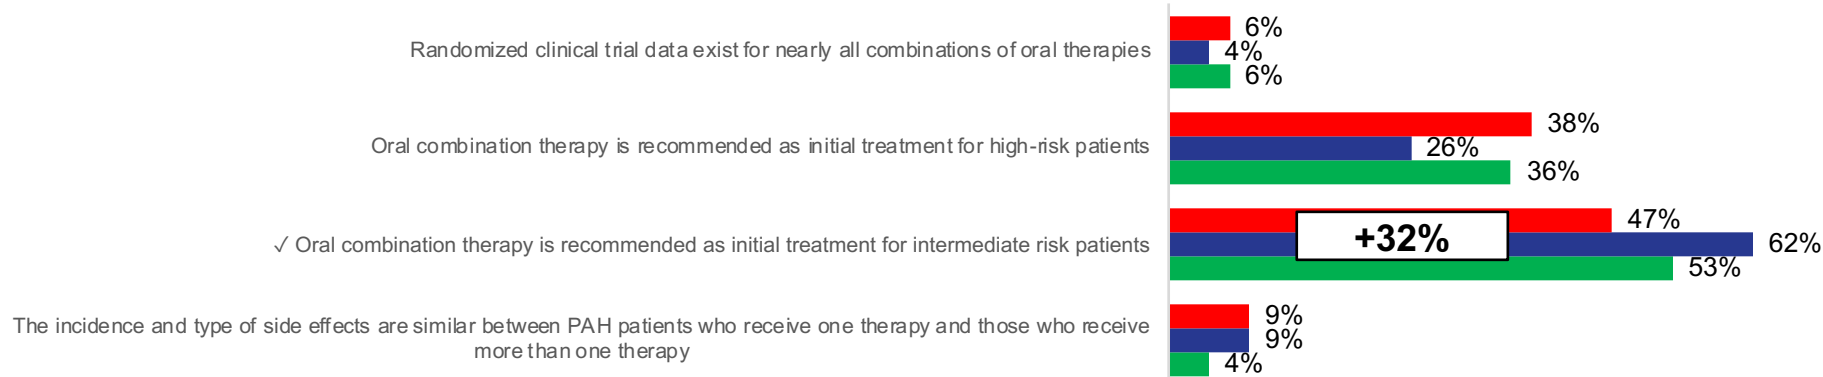 Randomized clinical trial data exist for nearly all combinations of oral therapies
6%
4%
6%
Oral combination therapy is recommended as initial treatment for high-risk patients
38%
26%
36%
✓ Oral combination therapy is recommended as initial treatment for intermediate risk patients
47%
+32%
62%
53%
The incidence and type of side effects are similar between PAH patients who receive one therapy and those who receive
more than one therapy
9%
9%
4%